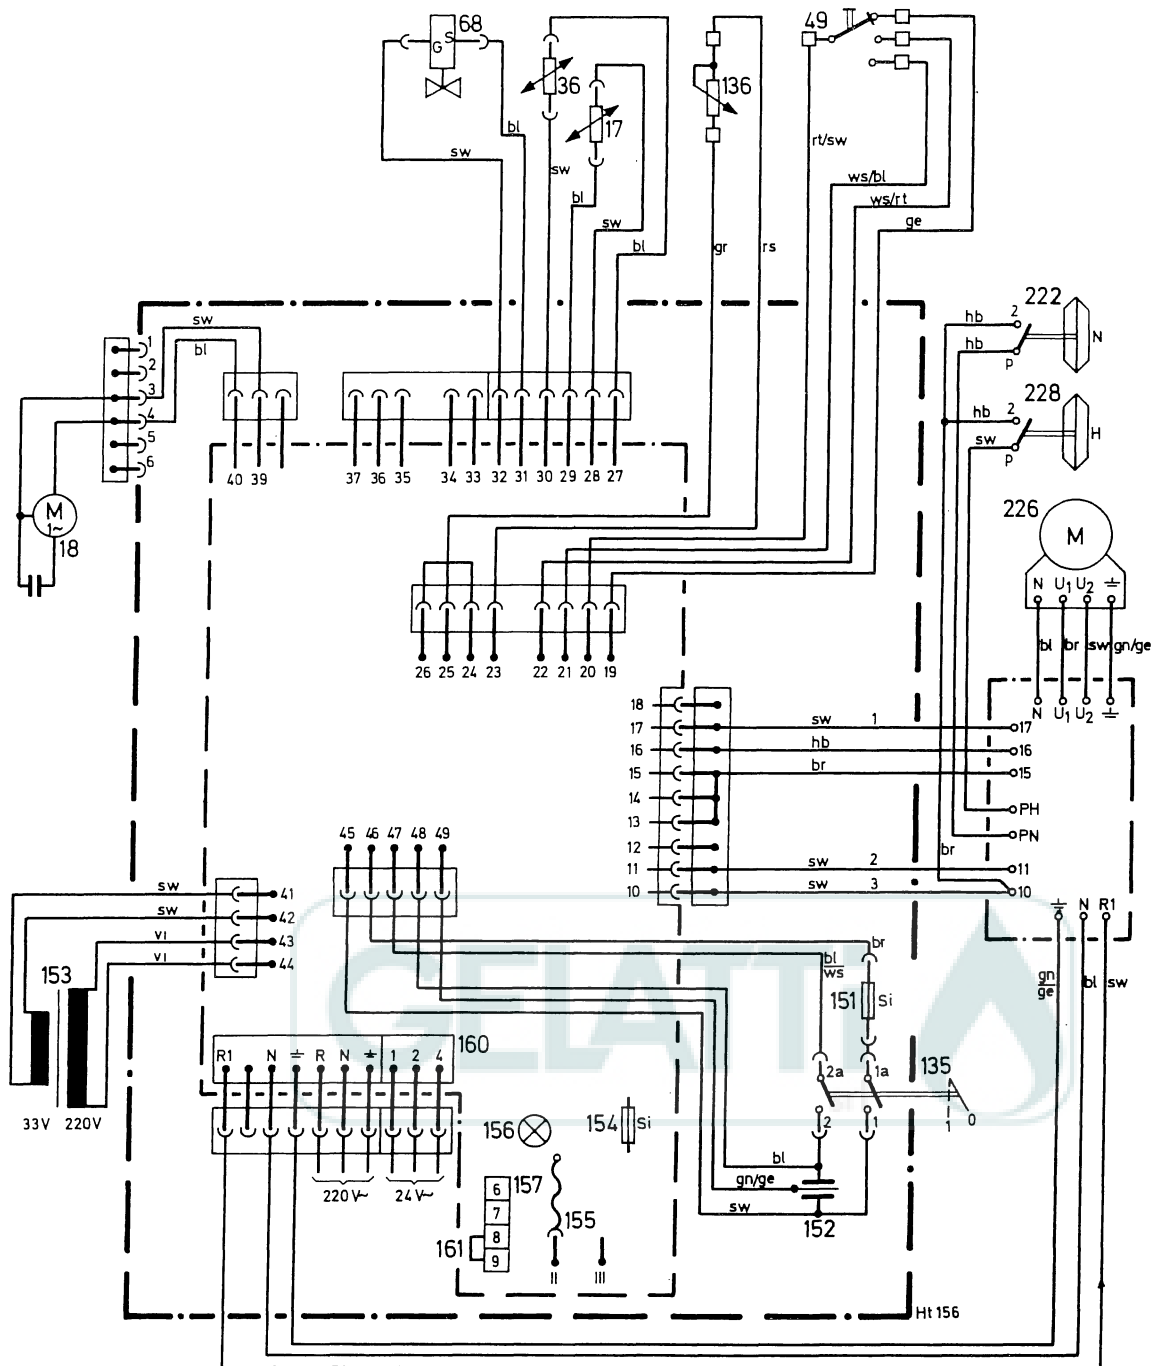 68
49
G S
36
136
17
bl
sw
sw
rt/sw
bl
ws/bl
ws/rt
sw
ge
bl
gr
rs
222
hb
2
N
sw
bl
hb
P
1
2
3
4
5
6
228
hb
2
H
sw
P
40 39
37 36 35 34 33 32 31 30 29 28 27
226
M
M
1~
18
N U1 U2
bl
br
sw
gn/ge
26 25 24 23 22 21 20 19
18
N U1 U2
17 sw 1 17
16 hb 16
15 br 15
14
13
PH
PN
12
br
11 sw 2 11
10 sw 3 10
45 46 47 48 49
sw 41
sw 42
vi 43
vi 44
N R1
br
bl
ws
gn
ge
bl
sw
153
151
Si
GELATTI
160
R1 N R N 1 2 4
2a
1a
135
33V 220V
156
154
Si
2
1
1
0
220V~
24V~
bl
gn/ge
157
6
7
8
9
155
161
sw
152
II
III
Ht 156